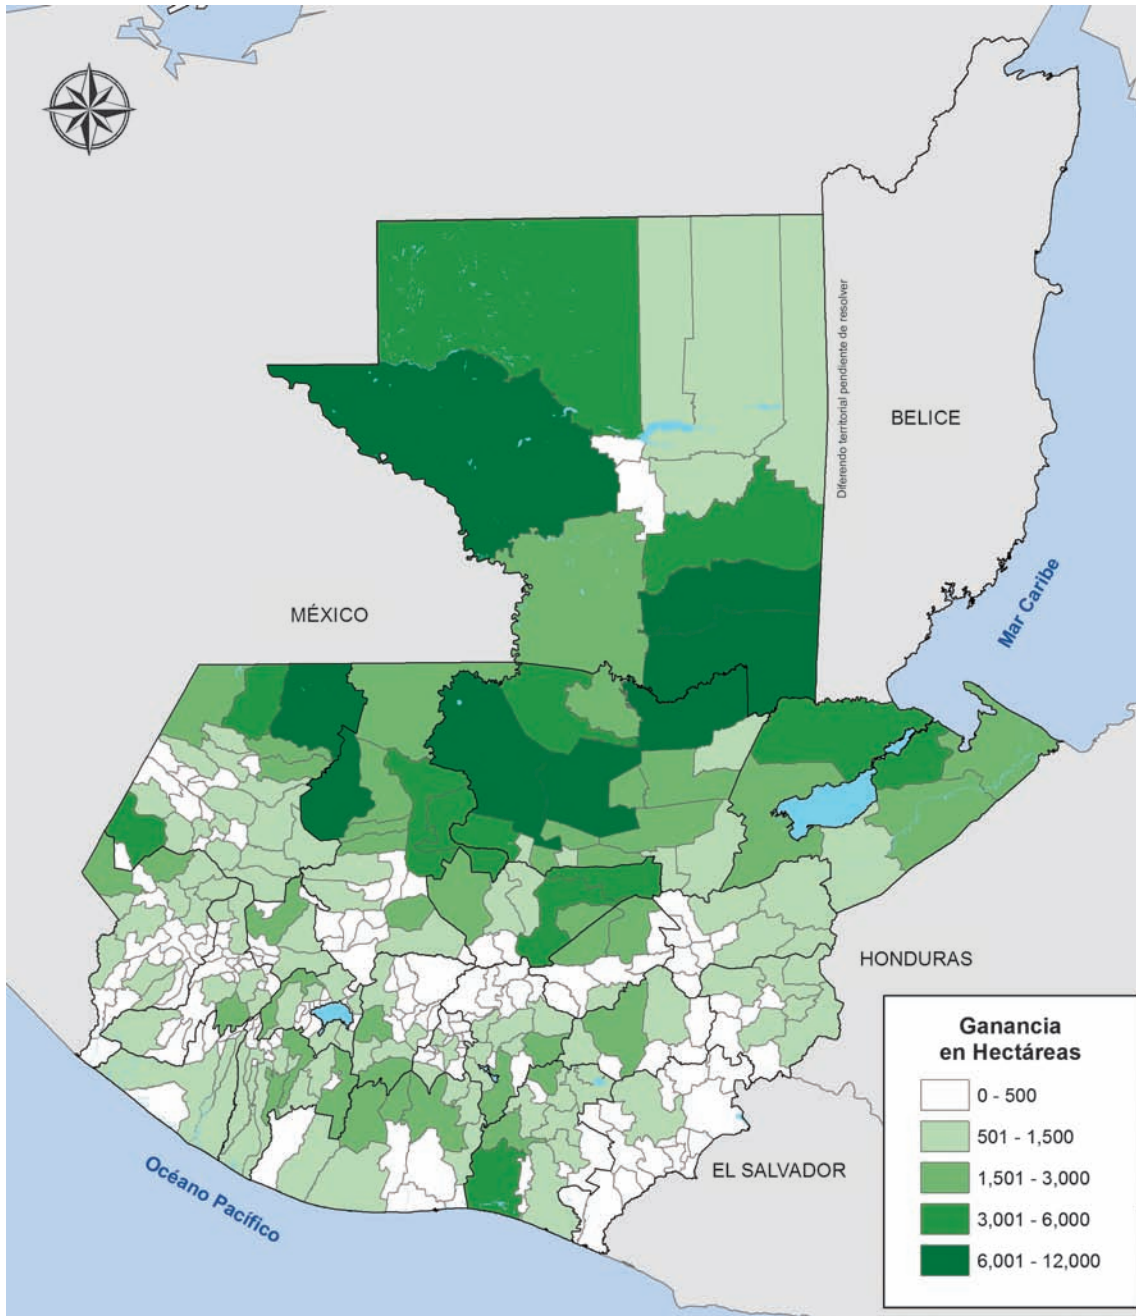 Diferendo territorial pendiente de resolver
BELICE
Mar Caribe
MÉXICO
HONDURAS
EL SALVADOR
Océano Pacífico
Ganancia
en Hectáreas
0 - 500
501 - 1,500
1,501 - 3,000
3,001 - 6,000
6,001 - 12,000